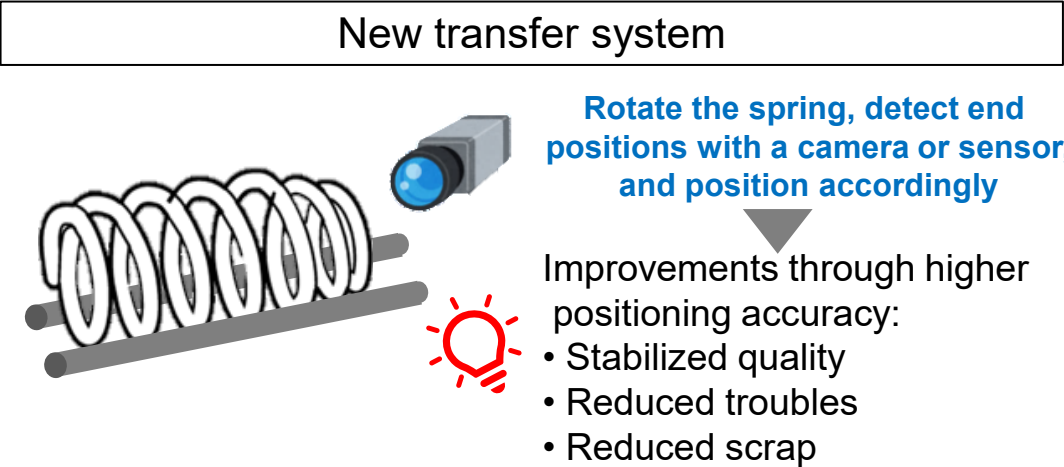 New transfer system
Rotate the spring, detect end
positions with a camera or sensor
and position accordingly
Improvements through higher
positioning accuracy:
• Stabilized quality
• Reduced troubles
• Reduced scrap